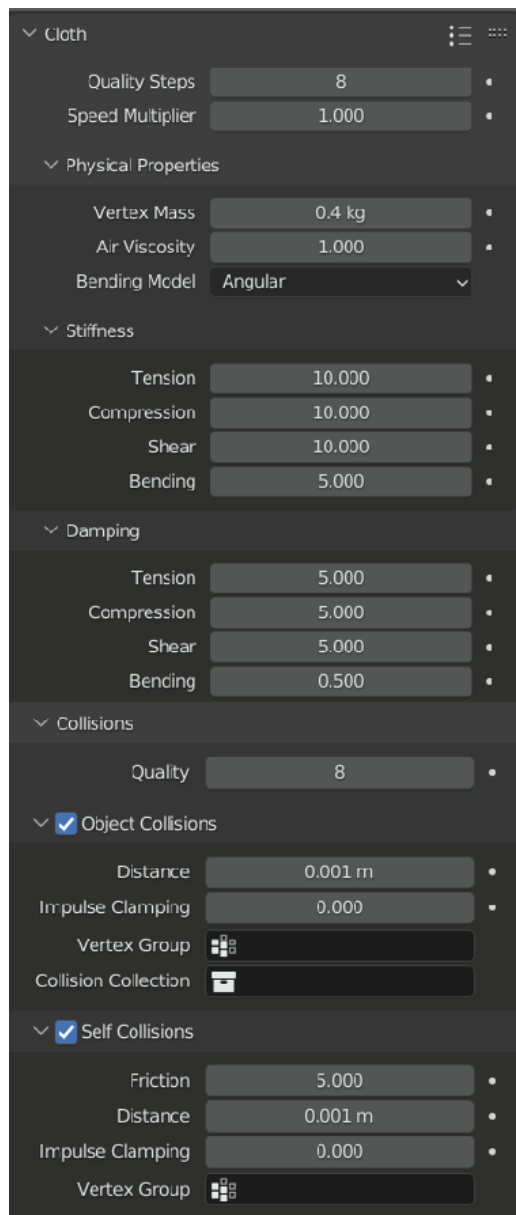 Cloth
Quality Steps 8
Speed Multiplier 1.000
Physical Properties
Vertex Mass 0.4 kg
Air Viscosity 1.000
Bending Model Angular
Stiffness
Tension 10.000
Compression 10.000
Shear 10.000
Bending 5.000
Damping
Tension 5.000
Compression 5.000
Shear 5.000
Bending 0.500
Collisions
Quality 8
Object Collisions
Distance 0.001 m
Impulse Clamping 0.000
Vertex Group
Collision Collection
Self Collisions
Friction 5.000
Distance 0.001 m
Impulse Clamping 0.000
Vertex Group